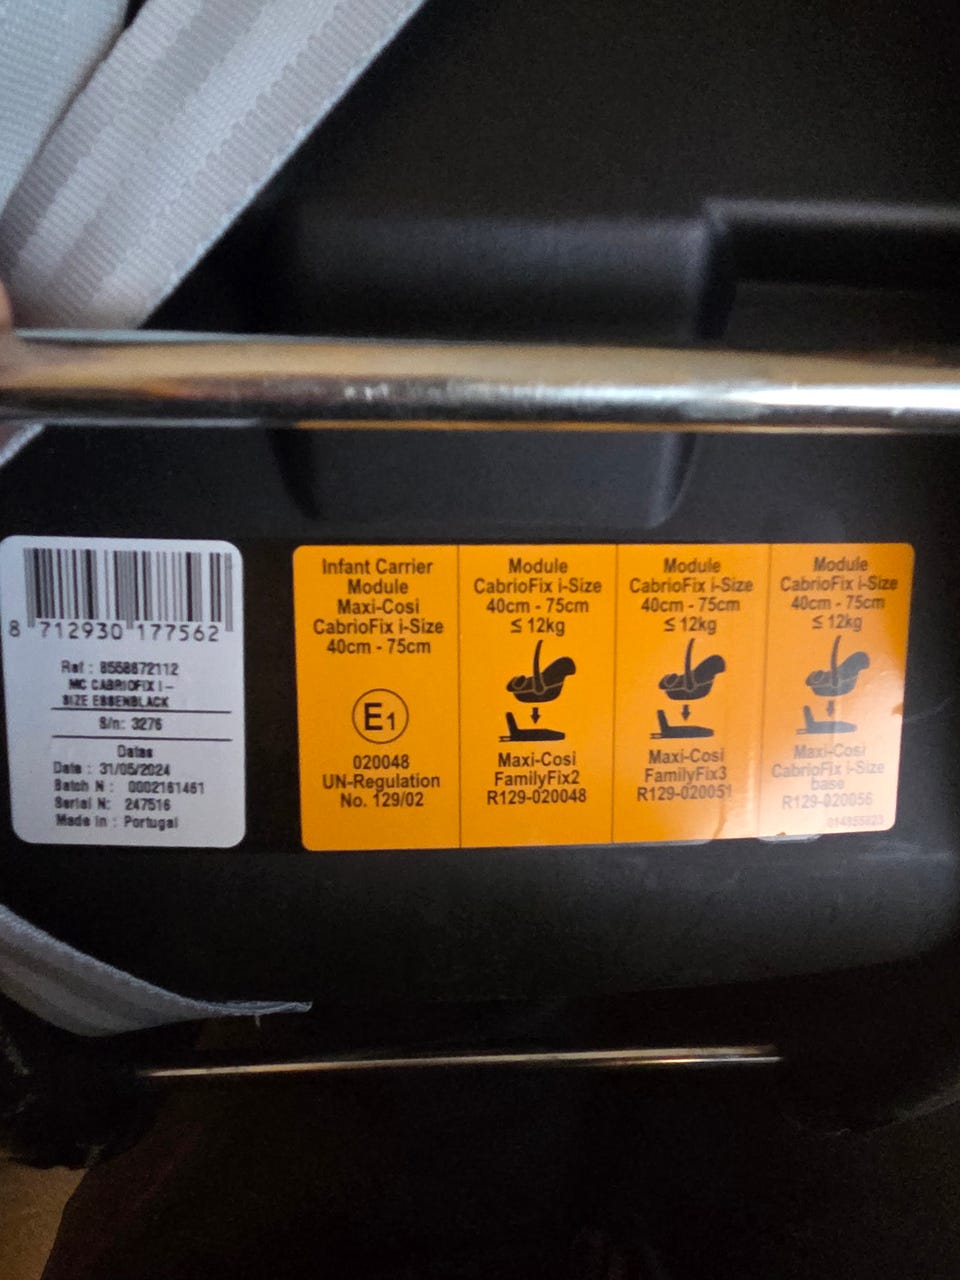 8 712930 177562
Ref : 8558672112
MC CABRIOFIX I-
SIZE ESSENBLACK
S/n: 3276
Datas
Date : 31/05/2024
Batch N : 0002161461
Serial N: 247516
Made in : Portugal
Infant Carrier
Module
Maxi-Cosi
CabrioFix i-Size
40cm - 75cm
E1
020048
UN-Regulation
No. 129/02
Module
CabrioFix i-Size
40cm - 75cm
≤ 12kg
Maxi-Cosi
FamilyFix2
R129-020048
Module
CabrioFix i-Size
40cm - 75cm
≤ 12kg
Maxi-Cosi
FamilyFix3
R129-020051
Module
CabrioFix i-Size
40cm - 75cm
≤ 12kg
Maxi-Cosi
CabrioFix i-Size
base
R129-020056